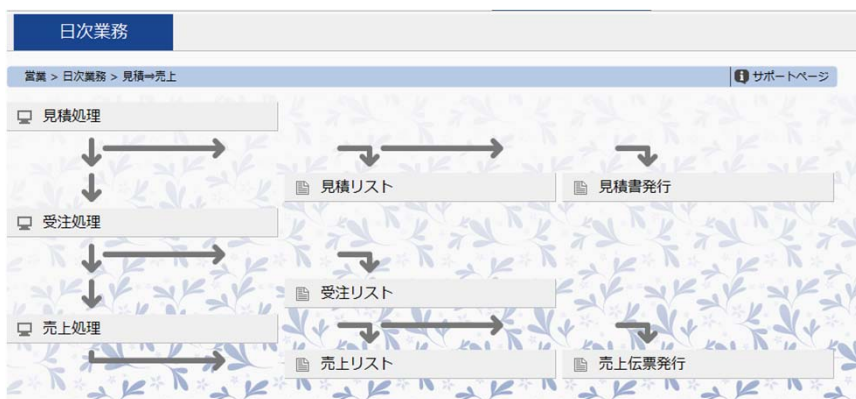 日次業務
営業 > 日次業務 > 見積⇒売上
サポートページ
見積処理
見積リスト
見積書発行
受注処理
受注リスト
売上処理
売上リスト
売上伝票発行